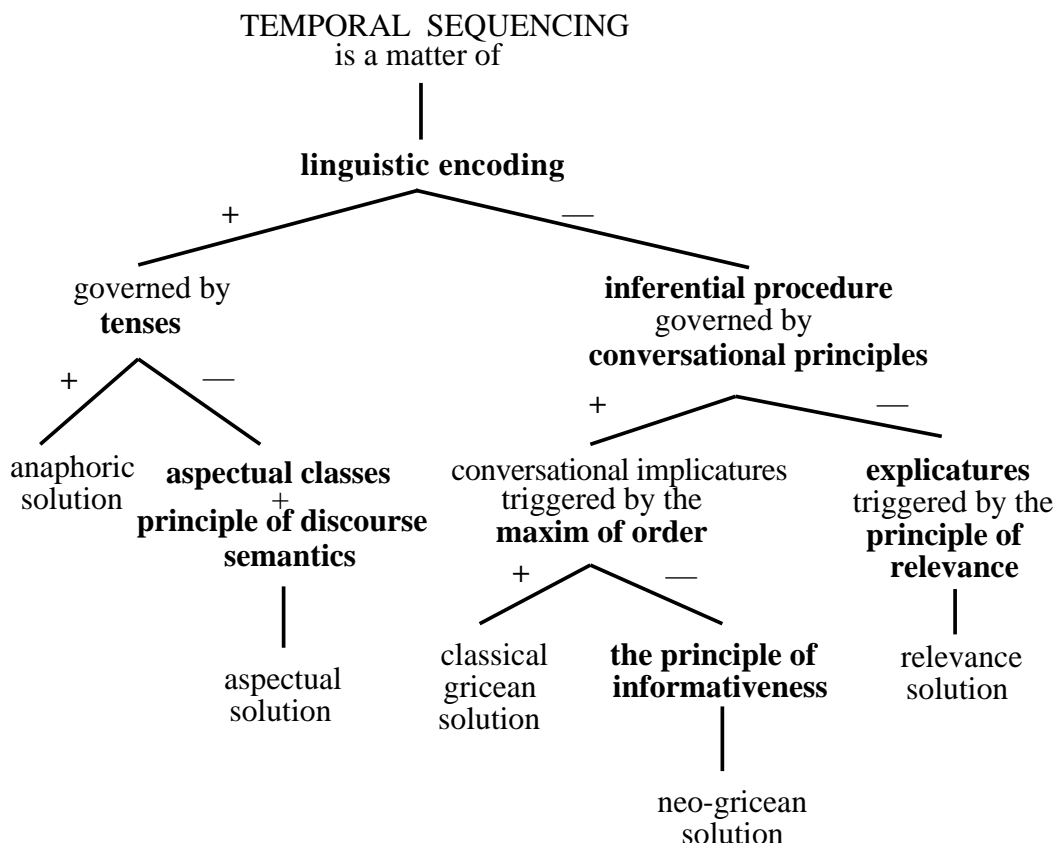 TEMPORAL SEQUENCING
is a matter of
linguistic encoding
+
—
governed by
tenses
inferential procedure
governed by
conversational principles
+
—
+
—
anaphoric
solution
aspectual classes
+
principle of discourse
semantics
conversational implicatures
triggered by the
maxim of order
explicatures
triggered by the
principle of
relevance
+
—
aspectual
solution
classical
gricean
solution
the principle of
informativeness
relevance
solution
neo-gricean
solution